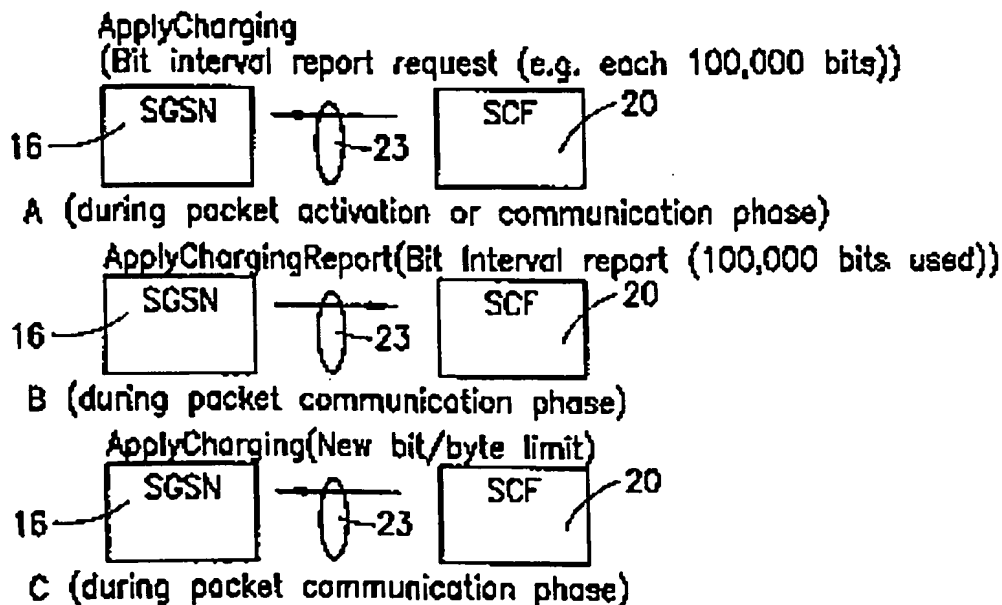 ApplyCharging
(Bit interval report request (e.g. each 100,000 bits))
SGSN SCF 20
16 23
A (during packet activation or communication phase)
ApplyChargingReport(Bit Interval report (100,000 bits used))
SGSN SCF 20
16 23
B (during packet communication phase)
ApplyCharging(New bit/byte limit)
SGSN SCF 20
16 23
C (during packet communication phase)